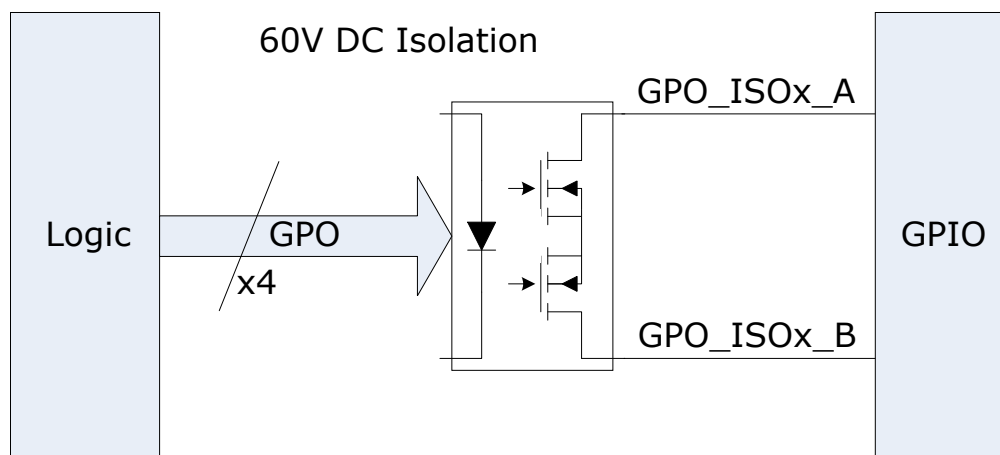 60V DC Isolation
GPO_ISOx_A
Logic
GPO
x4
GPIO
GPO_ISOx_B